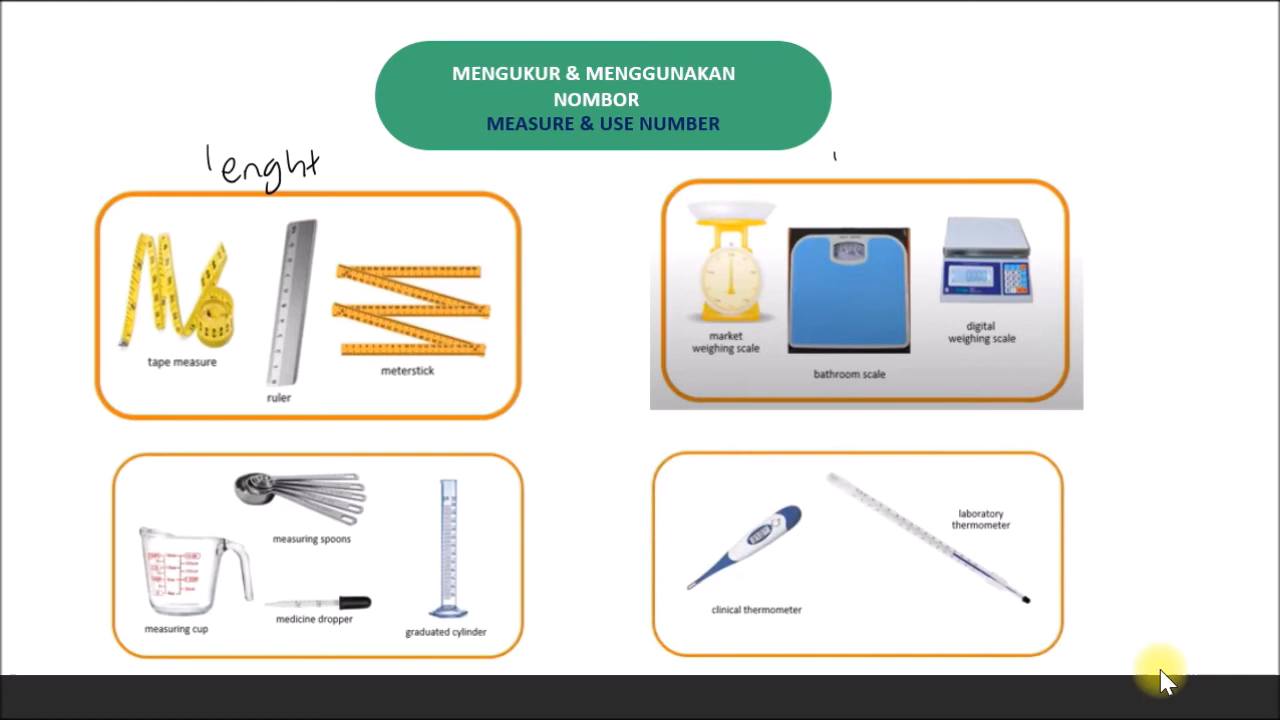 MENGUKUR & MENGGUNAKAN
NOMBOR
MEASURE & USE NUMBER
lenght
tape measure
ruler
meterstick
market
weighing scale
bathroom scale
digital
weighing scale
measuring spoons
measuring cup
medicine dropper
graduated cylinder
clinical thermometer
laboratory
thermometer